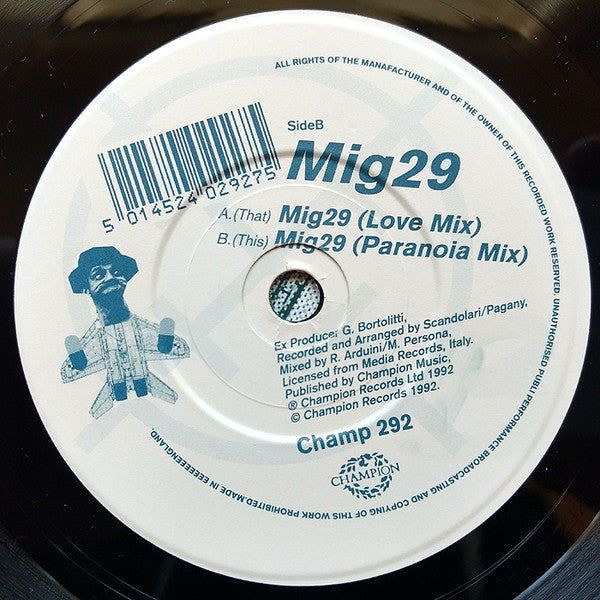 ALL RIGHTS OF THE MANAFACTURER AND OF THE OWNER OF THIS RECORDED WORK RESERVED. UNAUTHORISED PUBLI PERFORMANCE BROADCASTING AND COPYING OF THIS WORK PROHIBITED.MADE IN EEEEEEENGLAND.
5 014524 029275
SideB
Mig29
A.(That) Mig29 (Love Mix)
B.(This) Mig29 (Paranoia Mix)
Ex Producer G. Bortolitti,
Recorded and Arranged by Scandolari/Pagany,
Mixed by R. Arduini/M. Persona,
Licensed from Media Records, Italy.
Published by Champion Music,
℗ Champion Records Ltd 1992
© Champion Records 1992.
Champ 292
CHAMPION